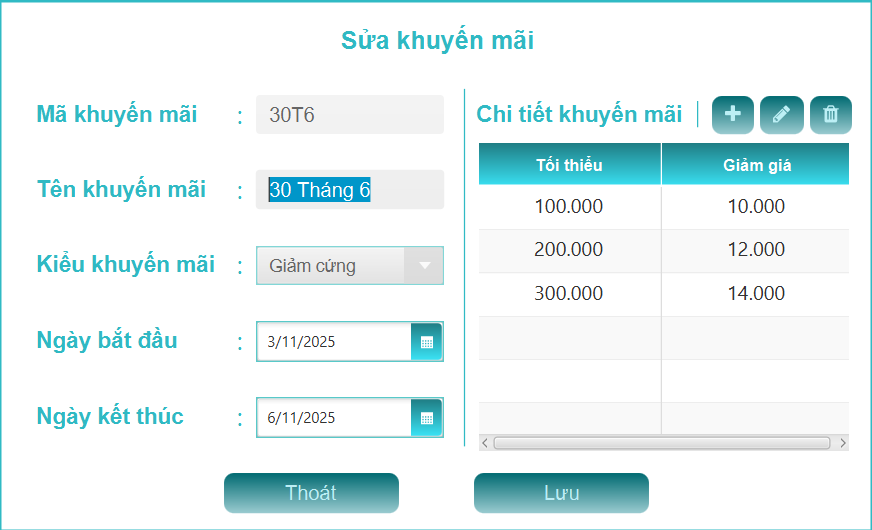 Sửa khuyến mãi
Mã khuyến mãi : 30T6
Tên khuyến mãi : 30 Tháng 6
Kiểu khuyến mãi : Giảm cứng
Ngày bắt đầu : 3/11/2025
Ngày kết thúc : 6/11/2025
Chi tiết khuyến mãi
Tối thiểu Giảm giá
100.000 10.000
200.000 12.000
300.000 14.000
Thoát Lưu